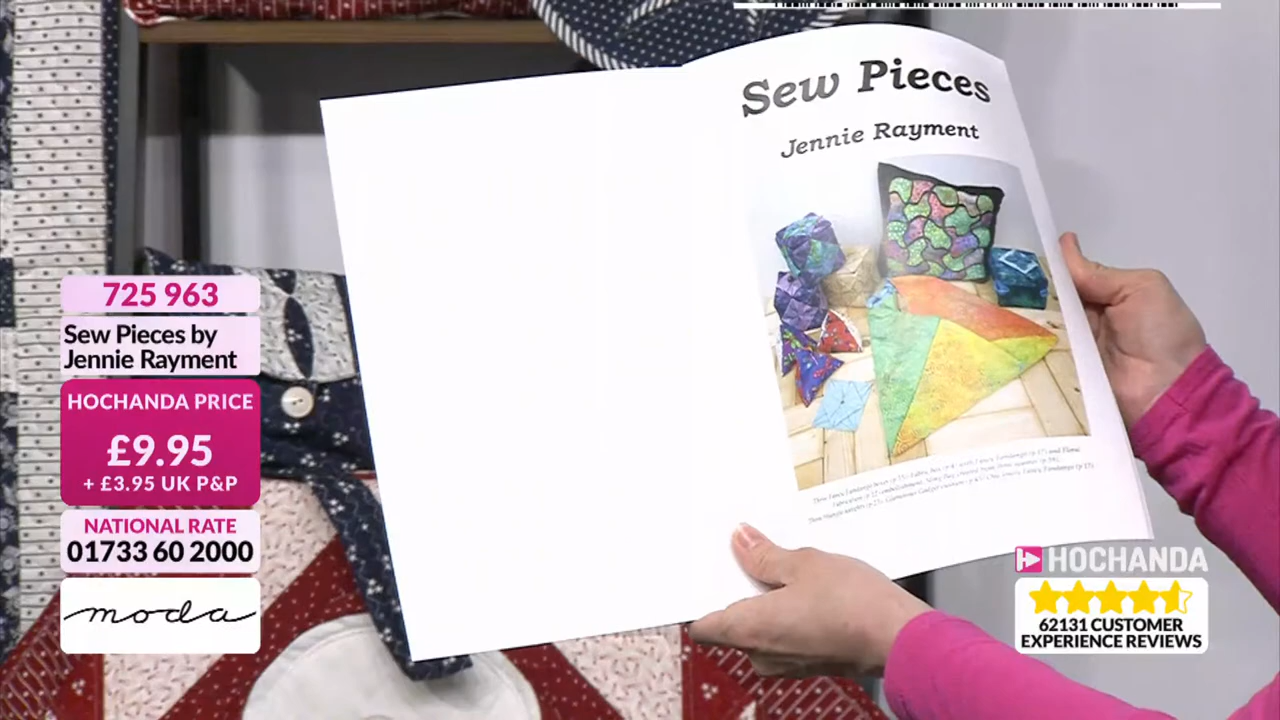 Sew Pieces
Jennie Rayment
725 963
Sew Pieces by
Jennie Rayment
HOCHANDA PRICE
£9.95
+ £3.95 UK P&P
NATIONAL RATE
01733 60 2000
moda
HOCHANDA
62131 CUSTOMER
EXPERIENCE REVIEWS